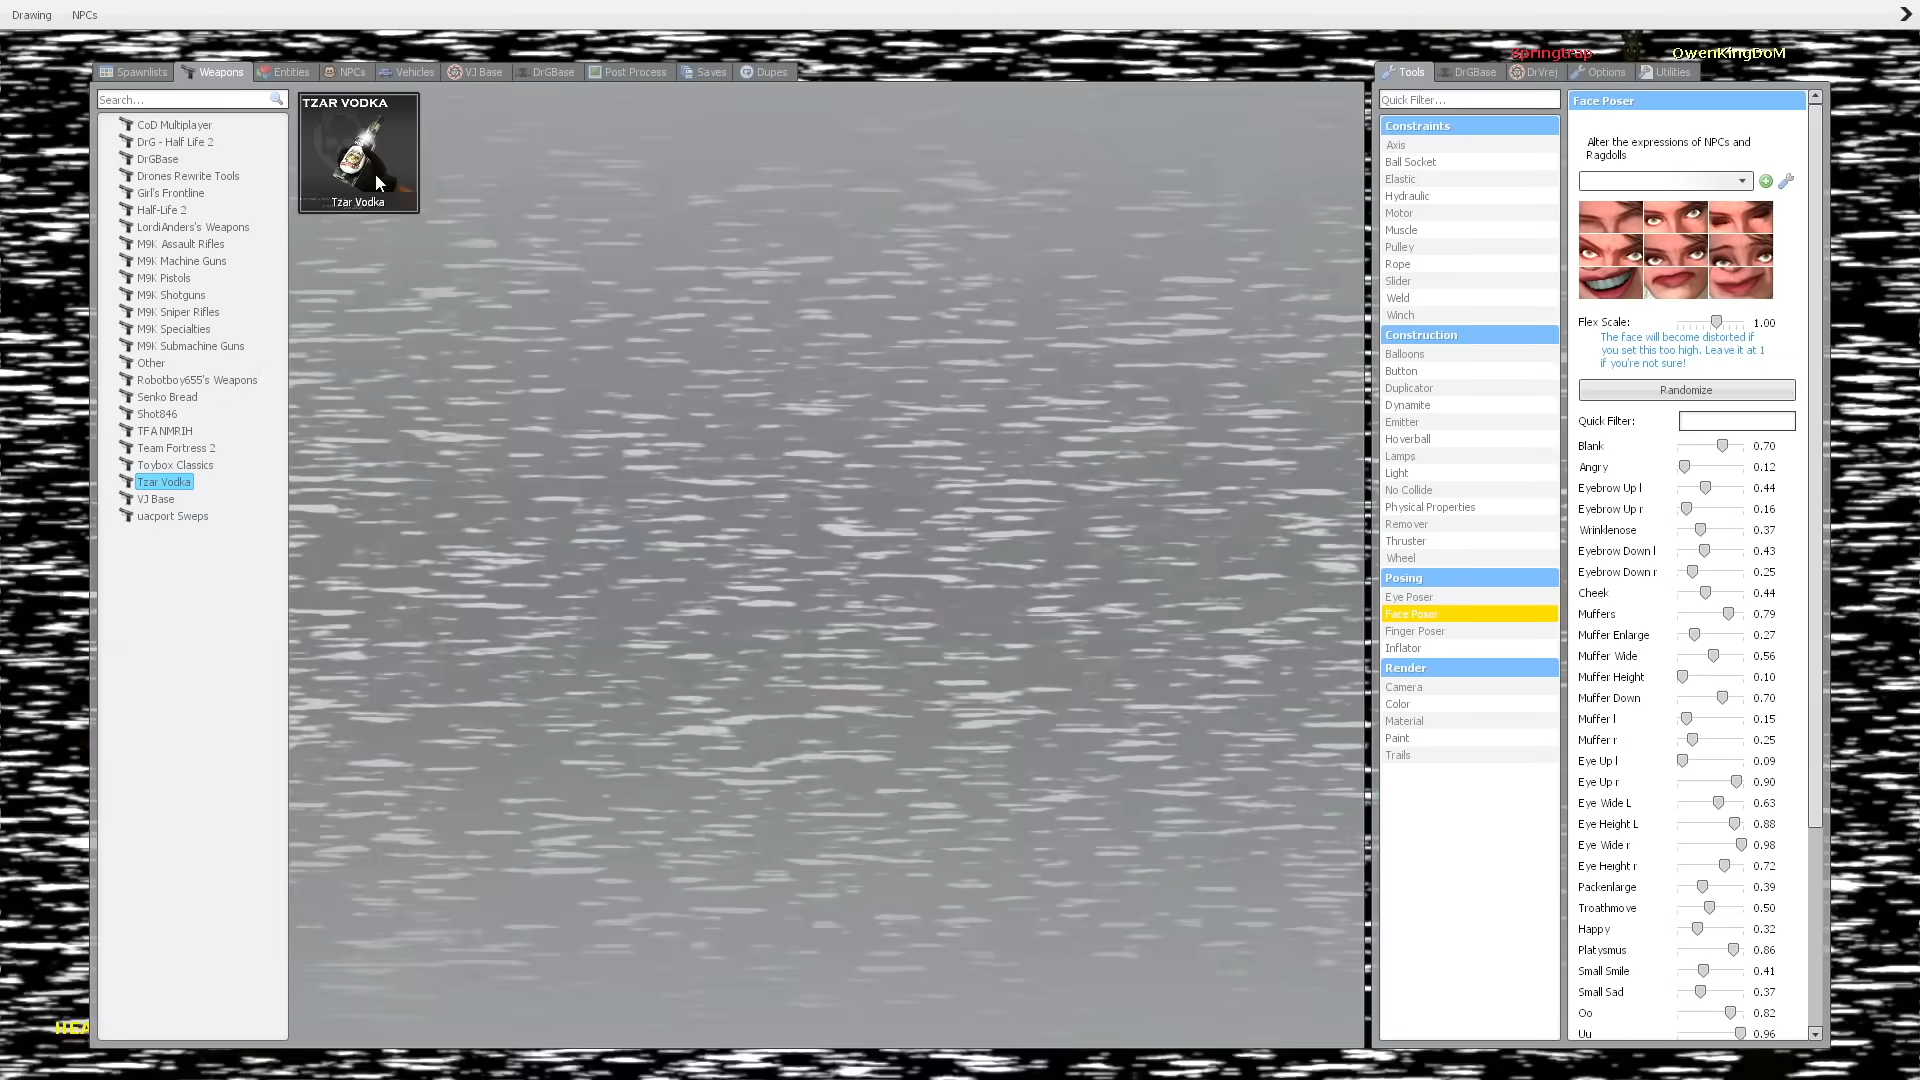 Drawing NPCs
Springtrap OwenKingDoM
Spawnlists Weapons Entities NPCs Vehicles VJ Base DrGBase Post Process Saves Dupes
Tools DrGBase DrVrej Options Utilities
Search...
CoD Multiplayer
DrG - Half Life 2
DrGBase
Drones Rewrite Tools
Girl's Frontline
Half-Life 2
LordiAnders's Weapons
M9K Assault Rifles
M9K Machine Guns
M9K Pistols
M9K Shotguns
M9K Sniper Rifles
M9K Specialties
M9K Submachine Guns
Other
Robotboy655's Weapons
Senko Bread
Shot846
TFA NMRIH
Team Fortress 2
Toybox Classics
Tzar Vodka
VJ Base
uacport Sweps
TZAR VODKA
Tzar Vodka
Quick Filter...
Constraints
Axis
Ball Socket
Elastic
Hydraulic
Motor
Muscle
Pulley
Rope
Slider
Weld
Winch
Construction
Balloons
Button
Duplicator
Dynamite
Emitter
Hoverball
Lamps
Light
No Collide
Physical Properties
Remover
Thruster
Wheel
Posing
Eye Poser
Face Poser
Finger Poser
Inflator
Render
Camera
Color
Material
Paint
Trails
Face Poser
Alter the expressions of NPCs and
Ragdolls
Flex Scale: 1.00
The face will become distorted if
you set this too high. Leave it at 1
if you're not sure!
Randomize
Quick Filter:
Blank 0.70
Angry 0.12
Eyebrow Up l 0.44
Eyebrow Up r 0.16
Wrinklenose 0.37
Eyebrow Down l 0.43
Eyebrow Down r 0.25
Cheek 0.44
Muffers 0.79
Muffer Enlarge 0.27
Muffer Wide 0.56
Muffer Height 0.10
Muffer Down 0.70
Muffer l 0.15
Muffer r 0.25
Eye Up l 0.09
Eye Up r 0.90
Eye Wide L 0.63
Eye Height L 0.88
Eye Wide r 0.98
Eye Height r 0.72
Packenlarge 0.39
Troathmove 0.50
Happy 0.32
Platysmus 0.86
Small Smile 0.41
Small Sad 0.37
Oo 0.82
Uu 0.96
HEA